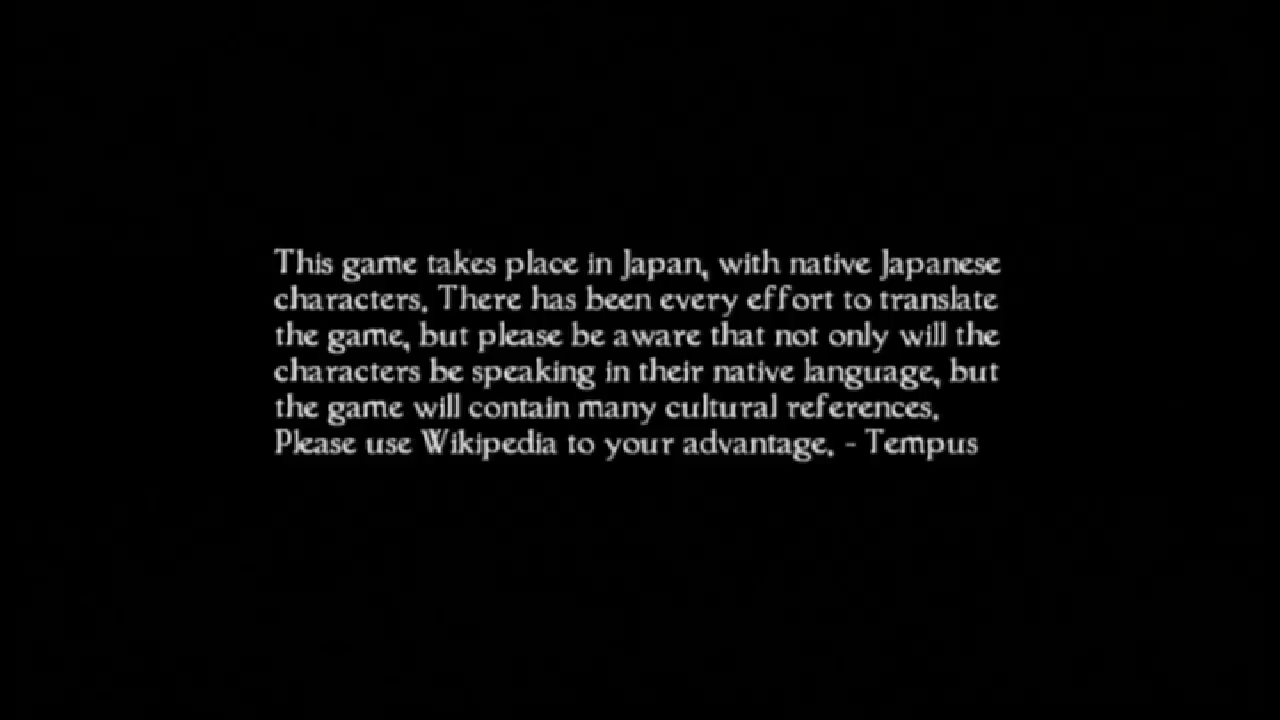 This game takes place in Japan, with native Japanese
characters. There has been every effort to translate
the game, but please be aware that not only will the
characters be speaking in their native language, but
the game will contain many cultural references.
Please use Wikipedia to your advantage. - Tempus